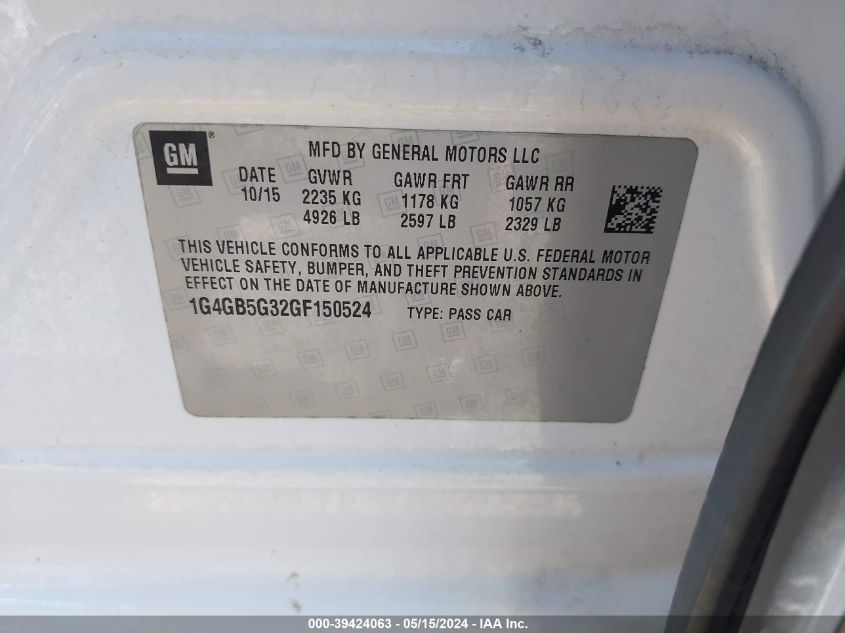 GM ®
MFD BY GENERAL MOTORS LLC
DATE GVWR GAWR FRT GAWR RR
10/15 2235 KG 1178 KG 1057 KG
4926 LB 2597 LB 2329 LB
THIS VEHICLE CONFORMS TO ALL APPLICABLE U.S. FEDERAL MOTOR
VEHICLE SAFETY, BUMPER, AND THEFT PREVENTION STANDARDS IN
EFFECT ON THE DATE OF MANUFACTURE SHOWN ABOVE.
1G4GB5G32GF150524 TYPE: PASS CAR
000-39424063 - 05/15/2024 - IAA Inc.